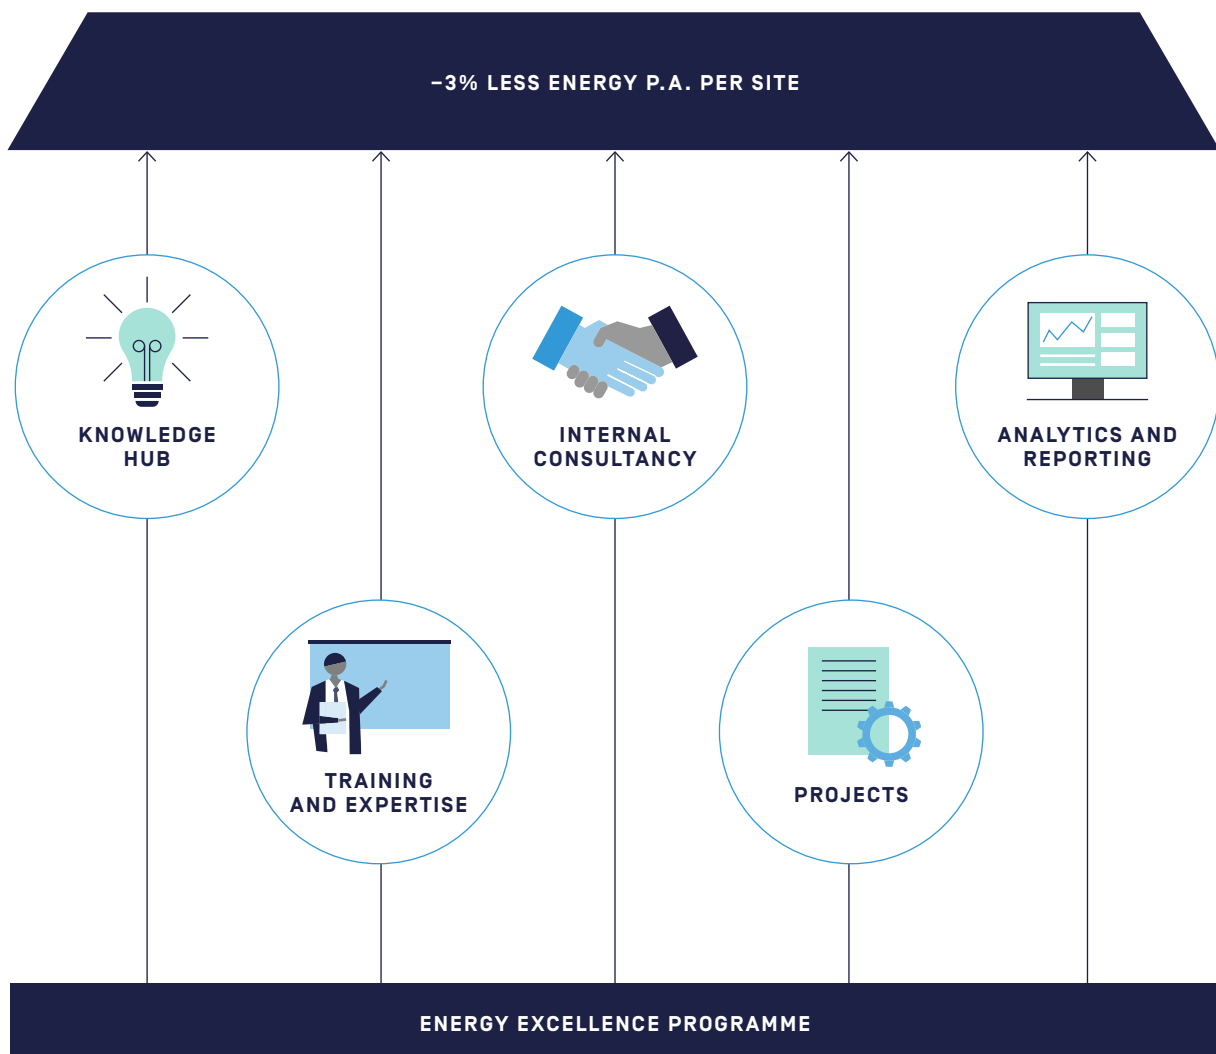 –3% LESS ENERGY P.A. PER SITE
KNOWLEDGE
HUB
INTERNAL
CONSULTANCY
ANALYTICS AND
REPORTING
TRAINING
AND EXPERTISE
PROJECTS
ENERGY EXCELLENCE PROGRAMME